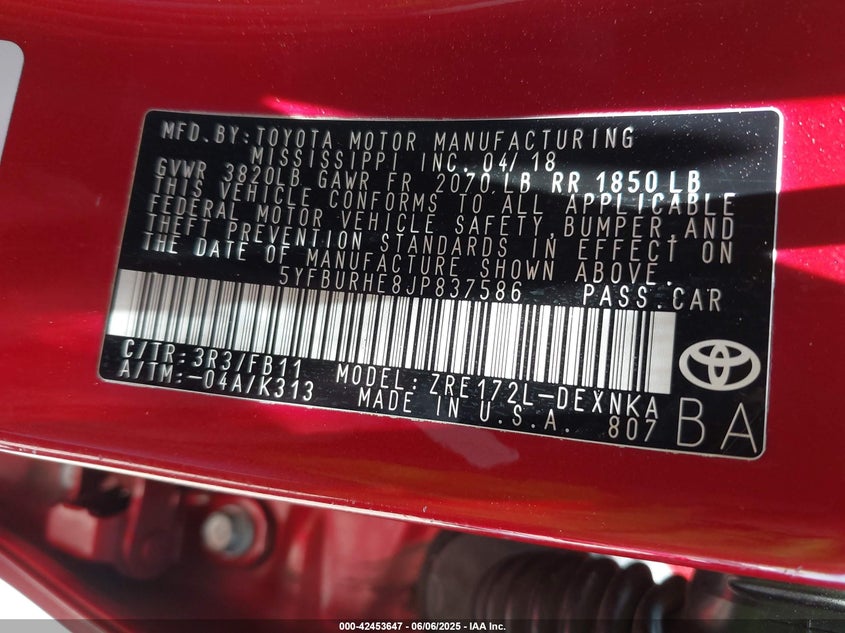 MFD.BY:TOYOTA MOTOR MANUFACTURING
MISSISSIPPI INC. 04/18
GVWR 3820LB GAWR FR 2070LB RR 1850LB
THIS VEHICLE CONFORMS TO ALL APPLICABLE
FEDERAL MOTOR VEHICLE SAFETY,BUMPER,AND
THEFT PREVENTION STANDARDS IN EFFECT ON
THE DATE OF MANUFACTURE SHOWN ABOVE.
5YFBURHE8JP837586 PASS.CAR
C/TR:3R3/FB11 MODEL:ZRE172L-DEXNKA
A/TM:-04A/K313 MADE IN U.S.A. 807
BA
000-42453647 - 06/06/2025 - IAA Inc.